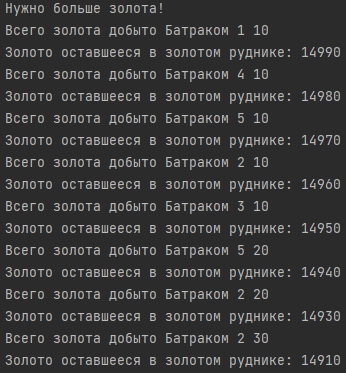 Нужно больше золота!
Всего золота добыто Батраком 1 10
Золото оставшееся в золотом руднике: 14990
Всего золота добыто Батраком 4 10
Золото оставшееся в золотом руднике: 14980
Всего золота добыто Батраком 5 10
Золото оставшееся в золотом руднике: 14970
Всего золота добыто Батраком 2 10
Золото оставшееся в золотом руднике: 14960
Всего золота добыто Батраком 3 10
Золото оставшееся в золотом руднике: 14950
Всего золота добыто Батраком 5 20
Золото оставшееся в золотом руднике: 14940
Всего золота добыто Батраком 2 20
Золото оставшееся в золотом руднике: 14930
Всего золота добыто Батраком 2 30
Золото оставшееся в золотом руднике: 14910